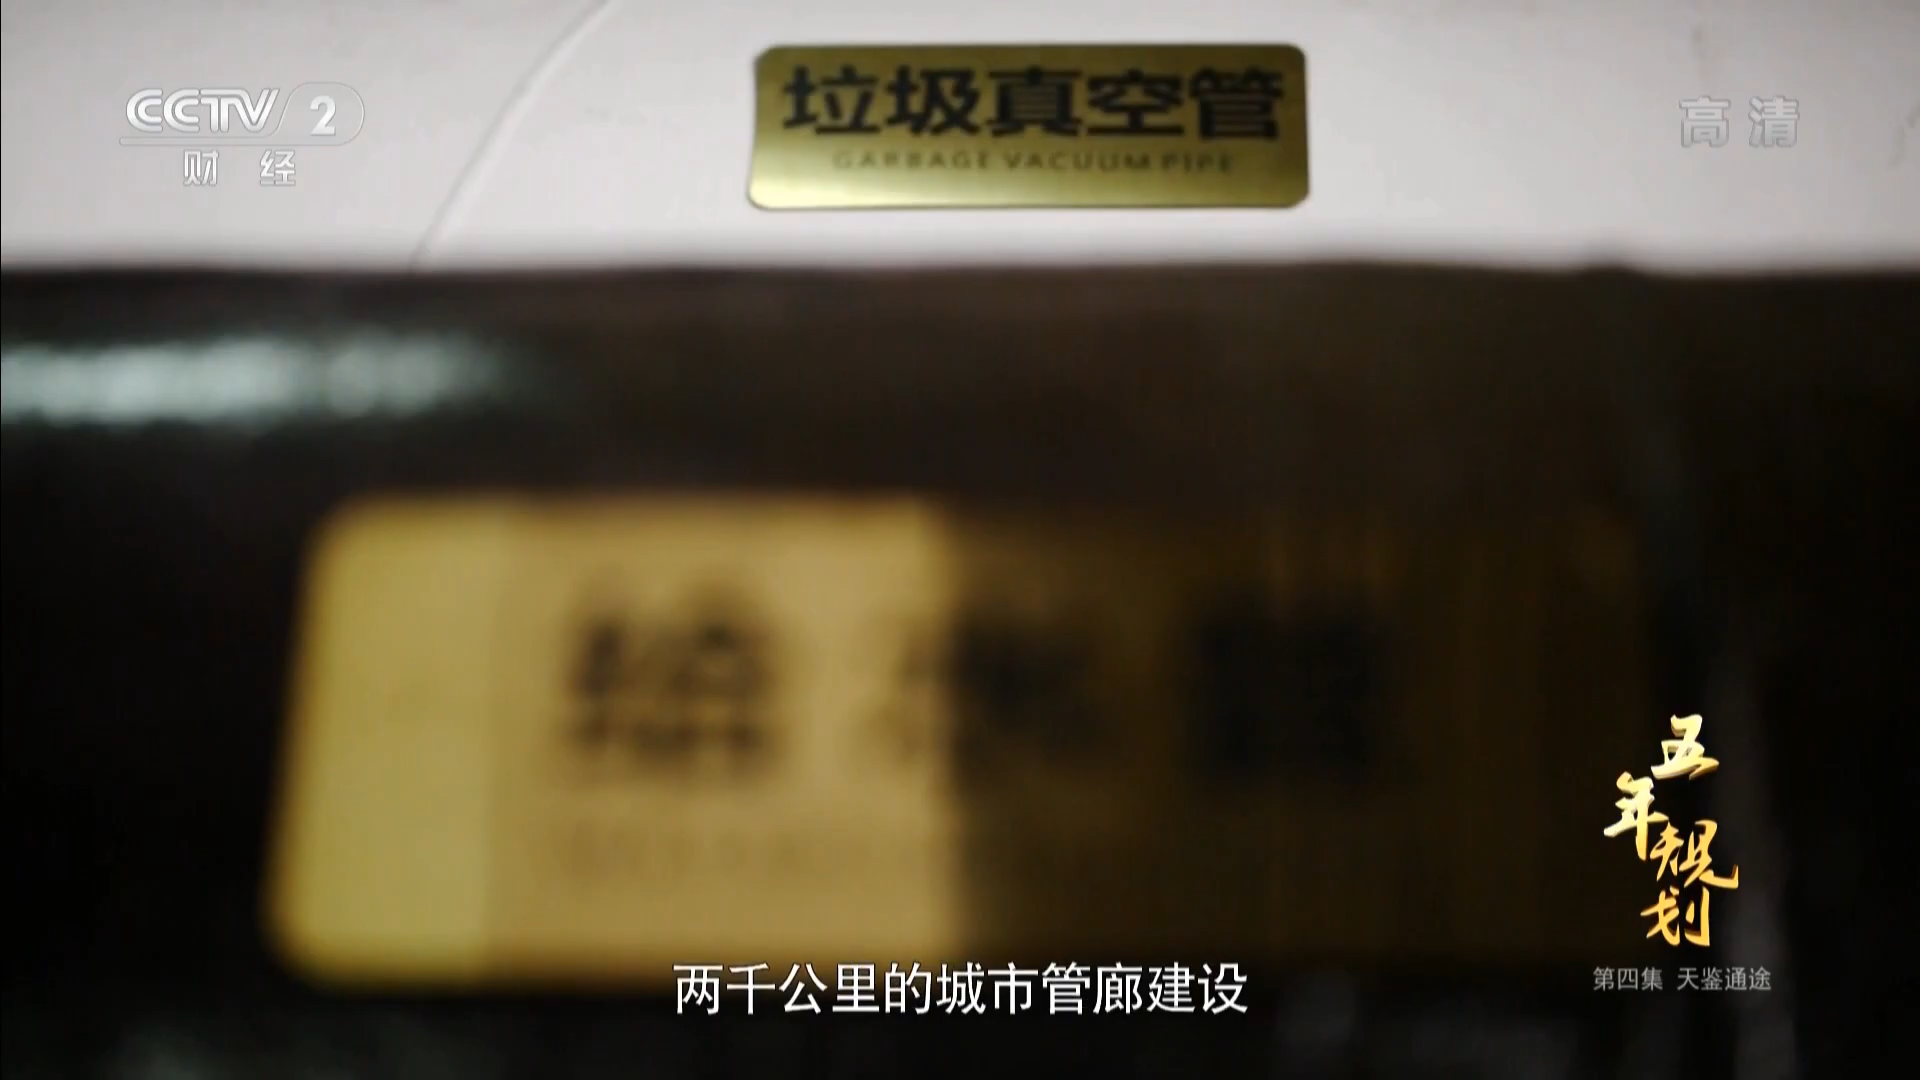 CCTV 2
财 经
高清
垃圾真空管
GARBAGE VACUUM PIPE
五年规划
第四集 天鉴通途
两千公里的城市管廊建设